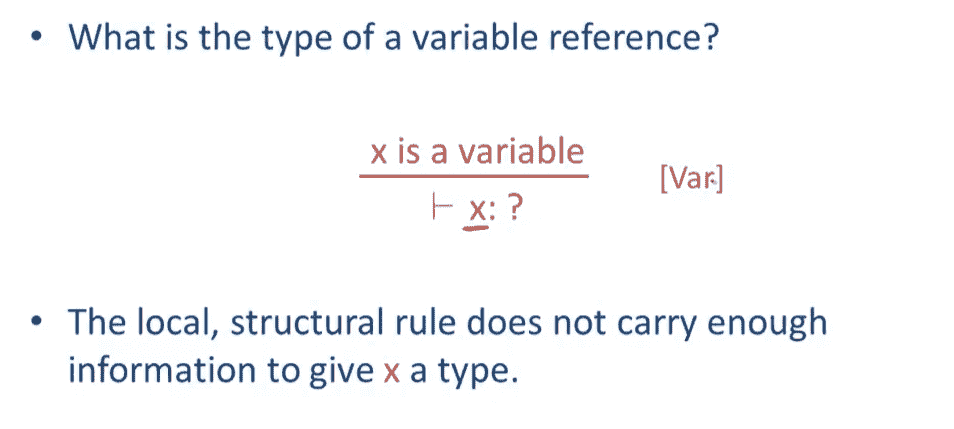 • What is the type of a variable reference?
x is a variable
⊢ x: ?
[Var]
• The local, structural rule does not carry enough
information to give x a type.